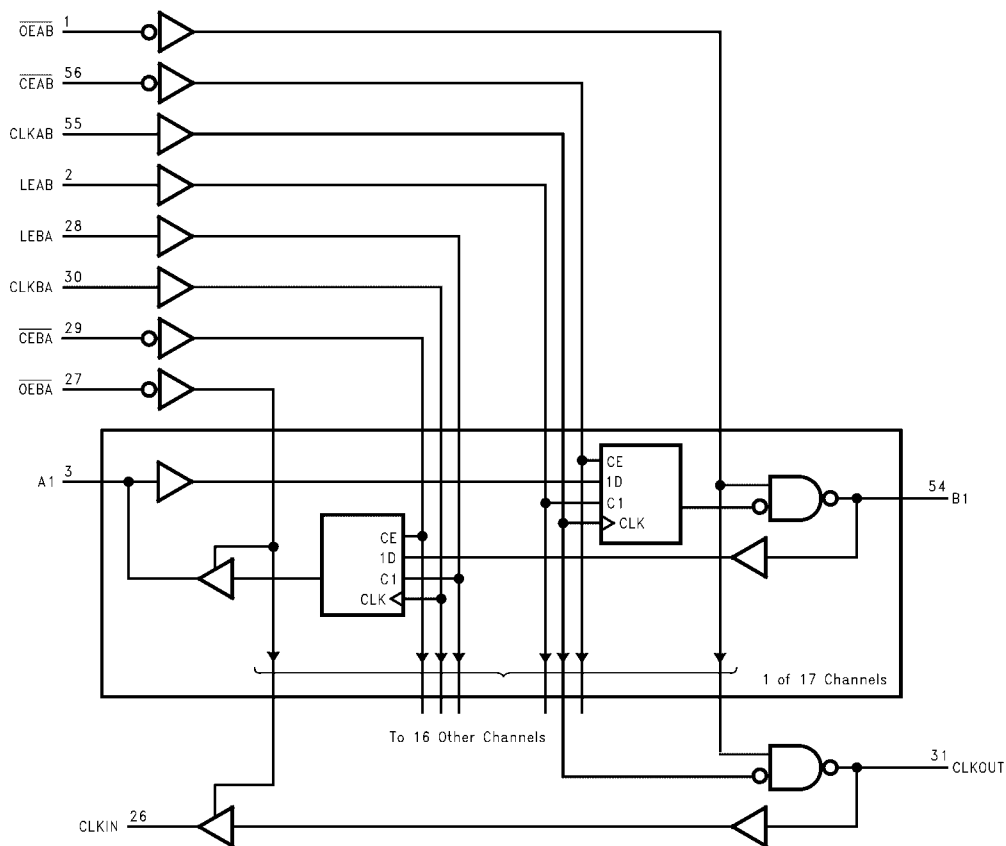 OEAB 1
CEAB 56
CLKAB 55
LEAB 2
LEBA 28
CLKBA 30
CEBA 29
OEBA 27
A1 3
CE
1D
C1
CLK
54 B1
CE
1D
C1
CLK
1 of 17 Channels
To 16 Other Channels
31 CLKOUT
CLKIN 26